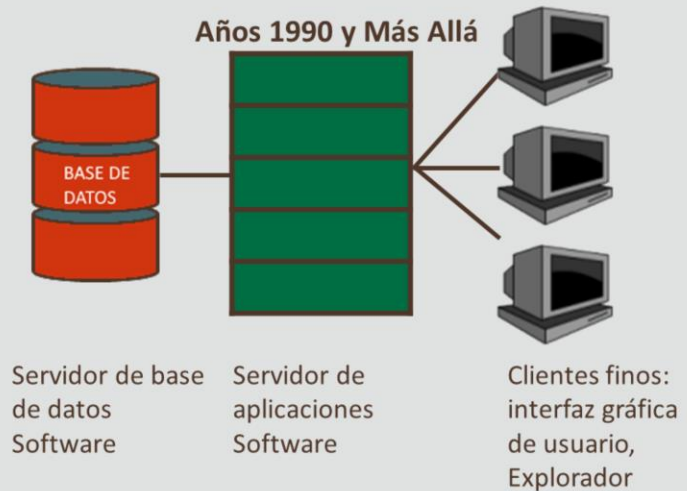 Años 1990 y Más Allá
BASE DE
DATOS
Servidor de base
de datos
Software
Servidor de
aplicaciones
Software
Clientes finos:
interfaz gráfica
de usuario,
Explorador